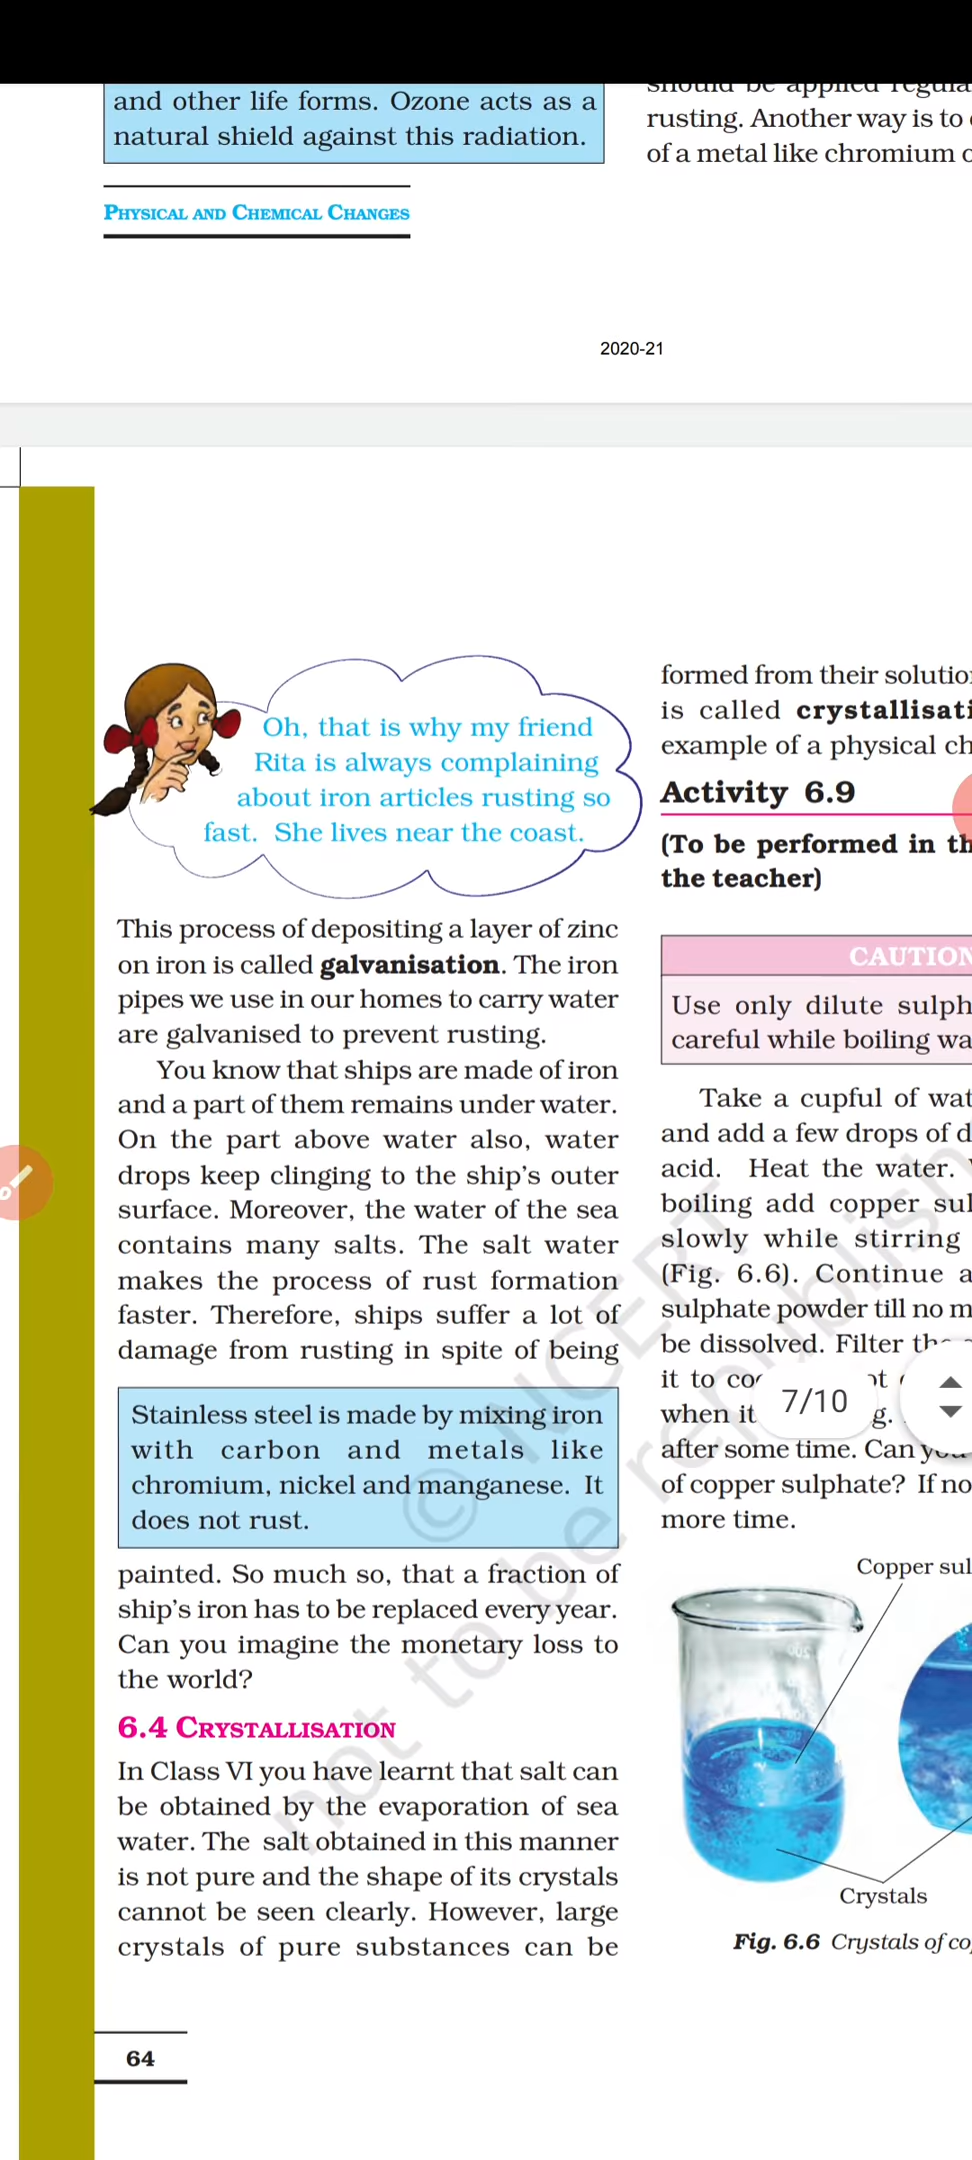 and other life forms. Ozone acts as a
natural shield against this radiation.
PHYSICAL AND CHEMICAL CHANGES
should be applied
rusting. Another way is to
of a metal like chromium
2020-21
Oh, that is why my friend
Rita is always complaining
about iron articles rusting so
fast. She lives near the coast.
This process of depositing a layer of zinc
on iron is called galvanisation. The iron
pipes we use in our homes to carry water
are galvanised to prevent rusting.
You know that ships are made of iron
and a part of them remains under water.
On the part above water also, water
drops keep clinging to the ship's outer
surface. Moreover, the water of the sea
contains many salts. The salt water
makes the process of rust formation
faster. Therefore, ships suffer a lot of
damage from rusting in spite of being
Stainless steel is made by mixing iron
with carbon and metals like
chromium, nickel and manganese. It
does not rust.
painted. So much so, that a fraction of
ship's iron has to be replaced every year.
Can you imagine the monetary loss to
the world?
6.4 CRYSTALLISATION
In Class VI you have learnt that salt can
be obtained by the evaporation of sea
water. The salt obtained in this manner
is not pure and the shape of its crystals
cannot be seen clearly. However, large
crystals of pure substances can be
64
formed from their
is called
example of a physical
Activity 6.9
(To be performed in
the teacher)
CAUTION
Use only dilute
careful while boiling
Take a cupful of
and add a few drops of
acid. Heat the water.
boiling add copper
slowly while stirring
(Fig. 6.6). Continue
sulphate powder till no
be dissolved. Filter
it to
when it
after some time. Can
of copper sulphate? If
more time.
7/10
Copper
Crystals
Fig. 6.6 Crystals of
© NCERT
not to be republish